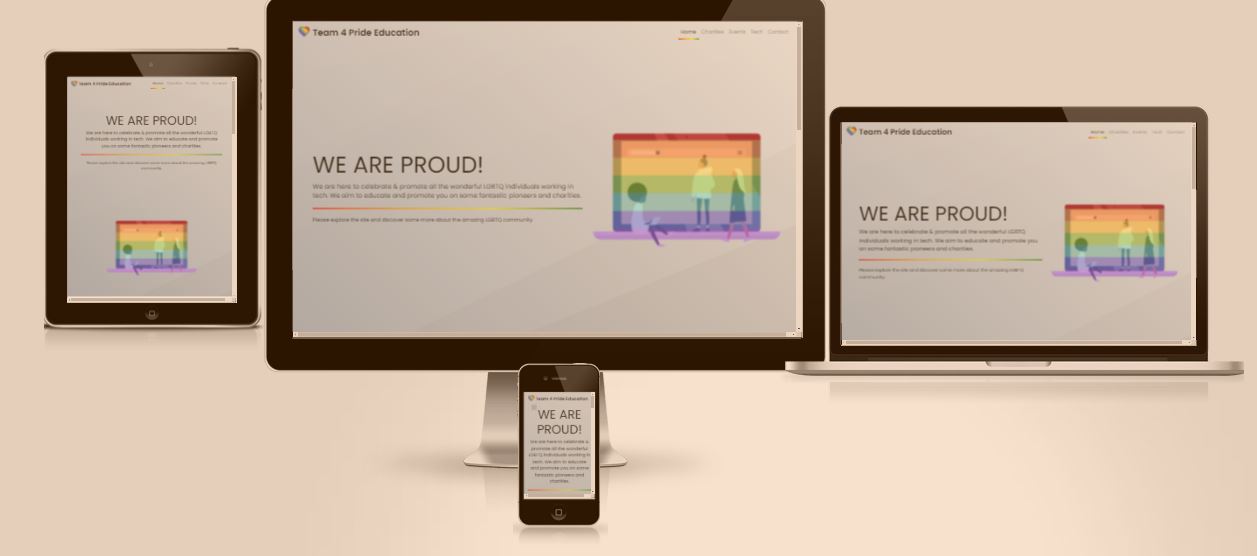 Team 4 Pride Education
Home Charities Events Tech Contact
WE ARE PROUD!
We are here to celebrate & promote all the wonderful LGBTQ
individuals working in tech. We aim to educate and promote
you on some fantastic pioneers and charities.
Please explore the site and discover some more about the amazing LGBTQ
community.
Team 4 Pride Education
Home Charities Events Tech Contact
WE ARE PROUD!
We are here to celebrate & promote all the wonderful LGBTQ individuals working in
tech. We aim to educate and promote you on some fantastic pioneers and charities.
Please explore the site and discover some more about the amazing LGBTQ community.
Team 4 Pride Education
Home Charities Events Tech Contact
WE ARE PROUD!
We are here to celebrate & promote all the wonderful LGBTQ
individuals working in tech. We aim to educate and promote you
on some fantastic pioneers and charities.
Please explore the site and discover some more about the amazing LGBTQ
community.
Team 4 Pride Education
WE ARE
PROUD!
We are here to celebrate &
promote all the wonderful
LGBTQ individuals working in
tech. We aim to educate
and promote you on some
fantastic pioneers and
charities.